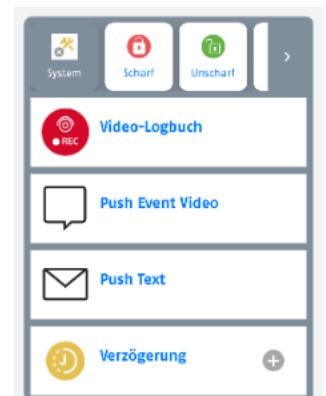 System
Scharf
Unscharf
Video-Logbuch
REC
Push Event Video
Push Text
Verzögerung